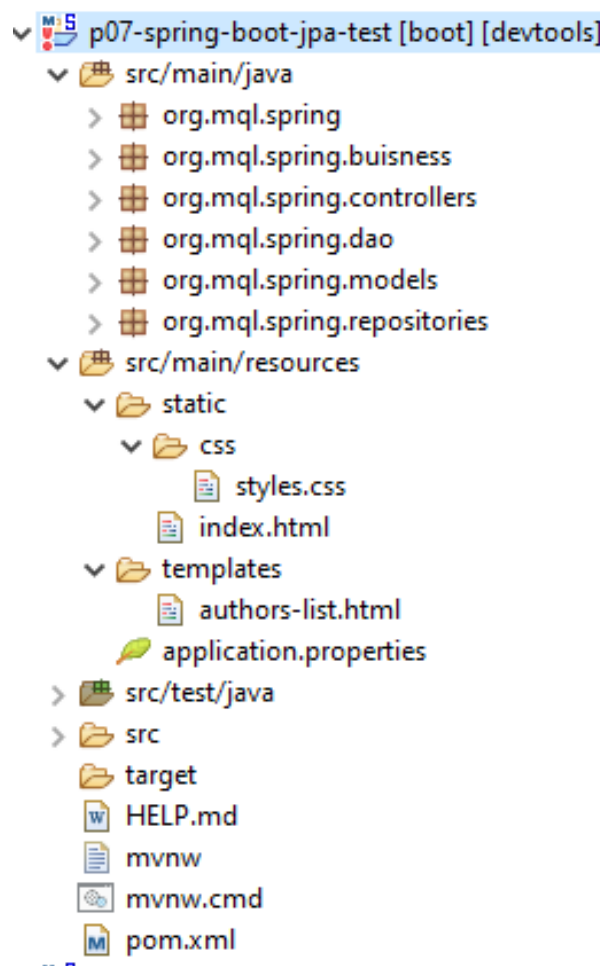 p07-spring-boot-jpa-test [boot] [devtools]
src/main/java
org.mql.spring
org.mql.spring.buisness
org.mql.spring.controllers
org.mql.spring.dao
org.mql.spring.models
org.mql.spring.repositories
src/main/resources
static
css
styles.css
index.html
templates
authors-list.html
application.properties
src/test/java
src
target
HELP.md
mvnw
mvnw.cmd
pom.xml